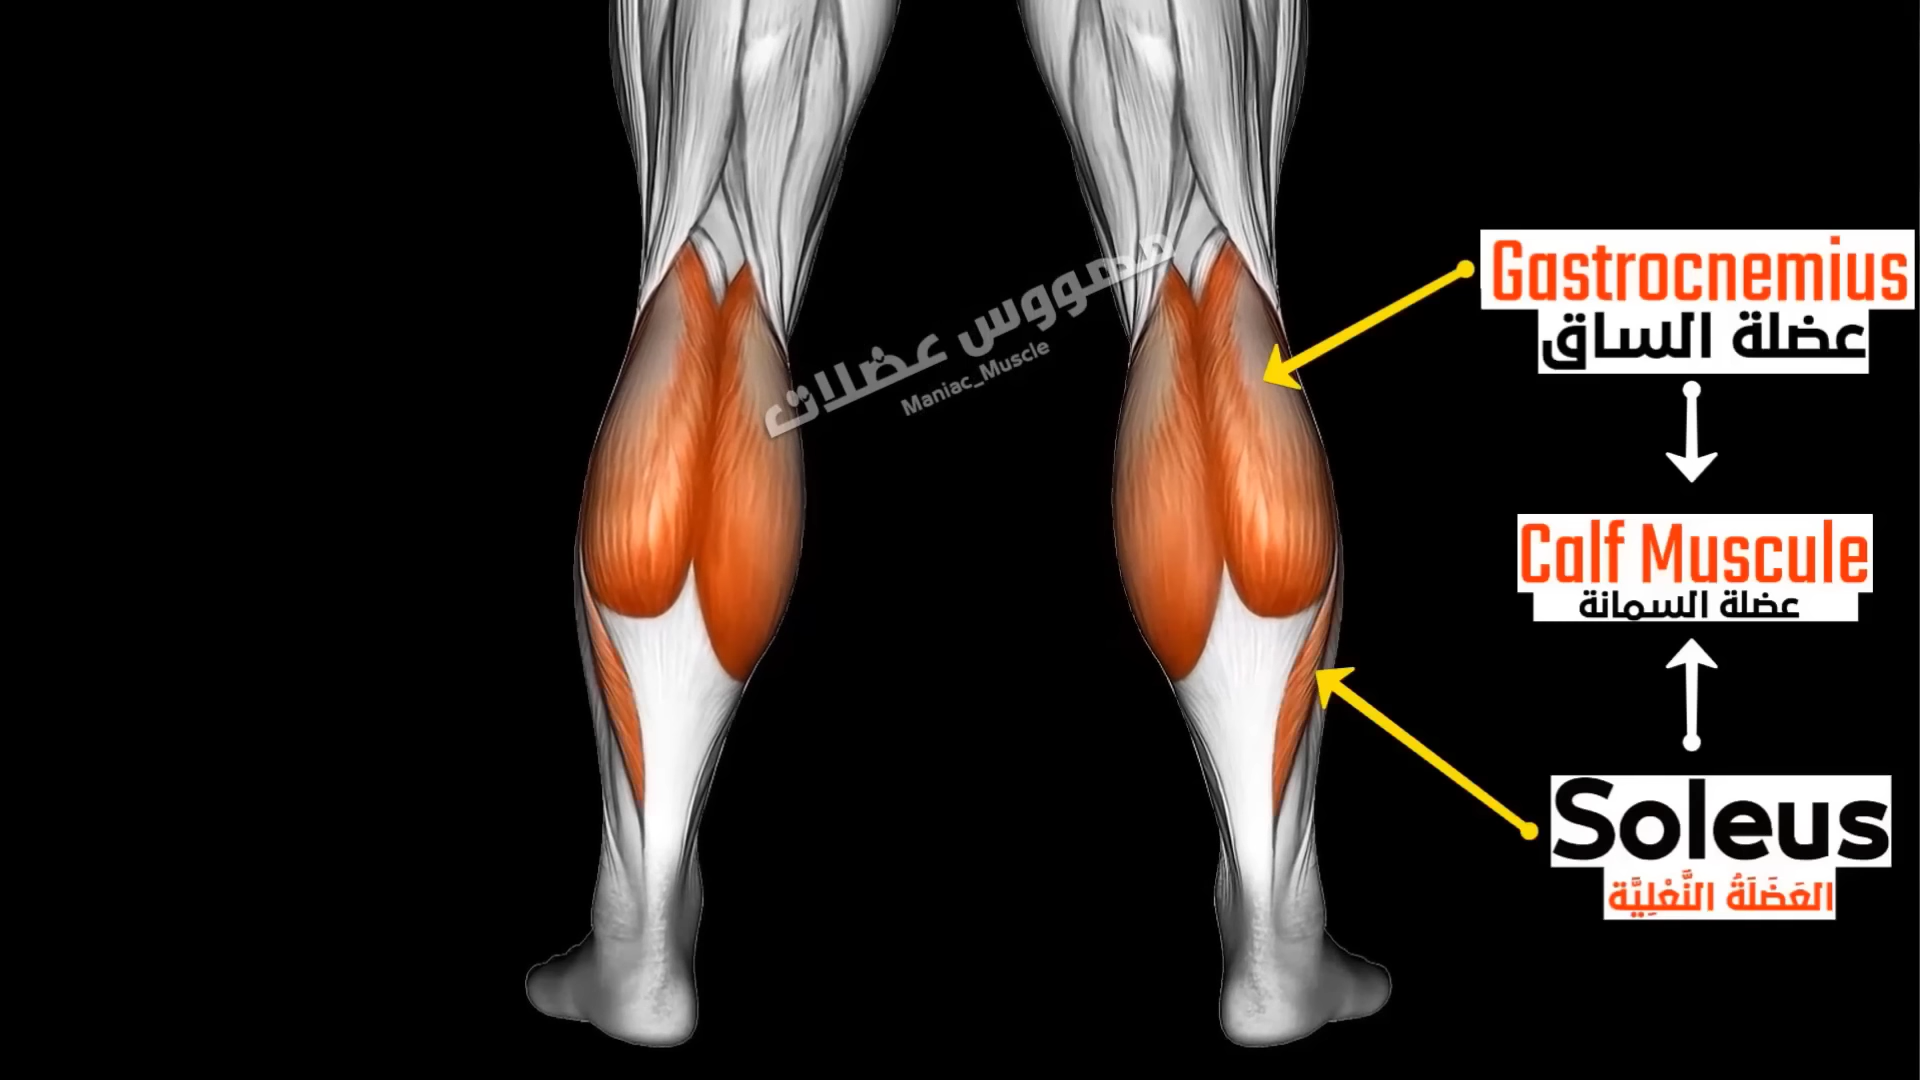 مهووس عضلات
Maniac_Muscle
Gastrocnemius
عضلة الساق
Calf Muscule
عضلة السمانة
Soleus
العَضَلَةُ النَّعْلِيَّة